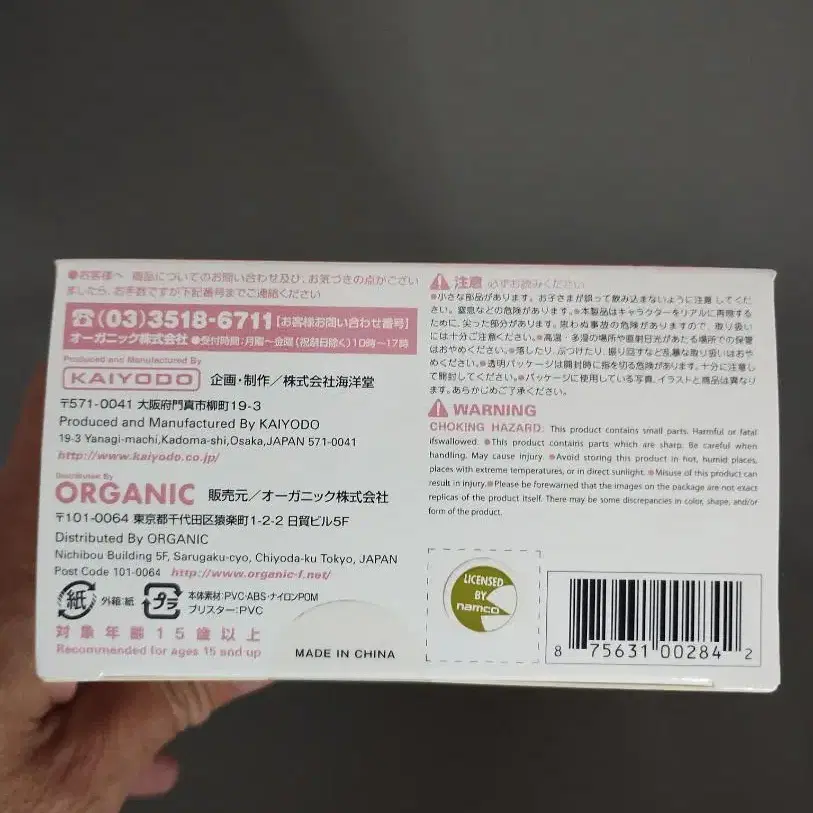 ●お客様へ 商品についてのお問い合わせ及び、お気づきの点がござい
ましたら、お手数ですが下記番号までご連絡ください
☎(03)3518-6711【お客様お問い合わせ番号】
オーガニック株式会社 ●受付時間:月曜~金曜(祝祭日除く)10時~17時
Produced and Manufactured By
KAIYODO 企画・制作/株式会社海洋堂
〒571-0041 大阪府門真市柳町19-3
Produced and Manufactured By KAIYODO
19-3 Yanagi-machi,Kadoma-shi,Osaka,JAPAN 571-0041
http://www.kaiyodo.co.jp/
Distributed By
ORGANIC 販売元/オーガニック株式会社
〒101-0064 東京都千代田区猿楽町1-2-2 日貿ビル5F
Distributed By ORGANIC
Nichibou Building 5F, Sarugaku-cyo, Chiyoda-ku Tokyo, JAPAN
Post Code 101-0064 http://www.organic-f.net/
紙 外箱:紙 プラ 本体素材:PVC・ABS・ナイロンPOM
ブリスター:PVC
対象年齢15歳以上
Recommended for ages 15 and up
MADE IN CHINA
注意 必ずお読みください
●小さな部品があります。お子さまが誤って飲み込まないように注意してくだ
さい。窒息などの危険があります。●本製品はキャラクターをリアルに再現する
ために、尖った部分があります。思わぬ事故の危険がありますので、取り扱い
には十分ご注意ください。●高温・多湿の場所や直射日光があたる場所での保管
はおやめください。●落したり、ぶつけたり、振り回すなど乱暴な取り扱いはおや
めください。●透明パッケージは開封時に指を切る危険があります。十分に注意し
て開封してください。●パッケージに使用している写真、イラストと商品は異なり
ます。あらかじめご了承ください。
WARNING
CHOKING HAZARD: This product contains small parts. Harmful or fatal
ifswallowed. ●This product contains parts which are sharp. Be careful when
handling. May cause injury. ●Avoid storing this product in hot, humid places,
places with extreme temperatures, or in direct sunlight. ●Misuse of this product can
result in injury.●Please be forewarned that the images on the package are not exact
replicas of the product itself. There may be some discrepancies in color, shape, and/or
form of the product.
LICENSED
BY
namco
8 75631 00284 2